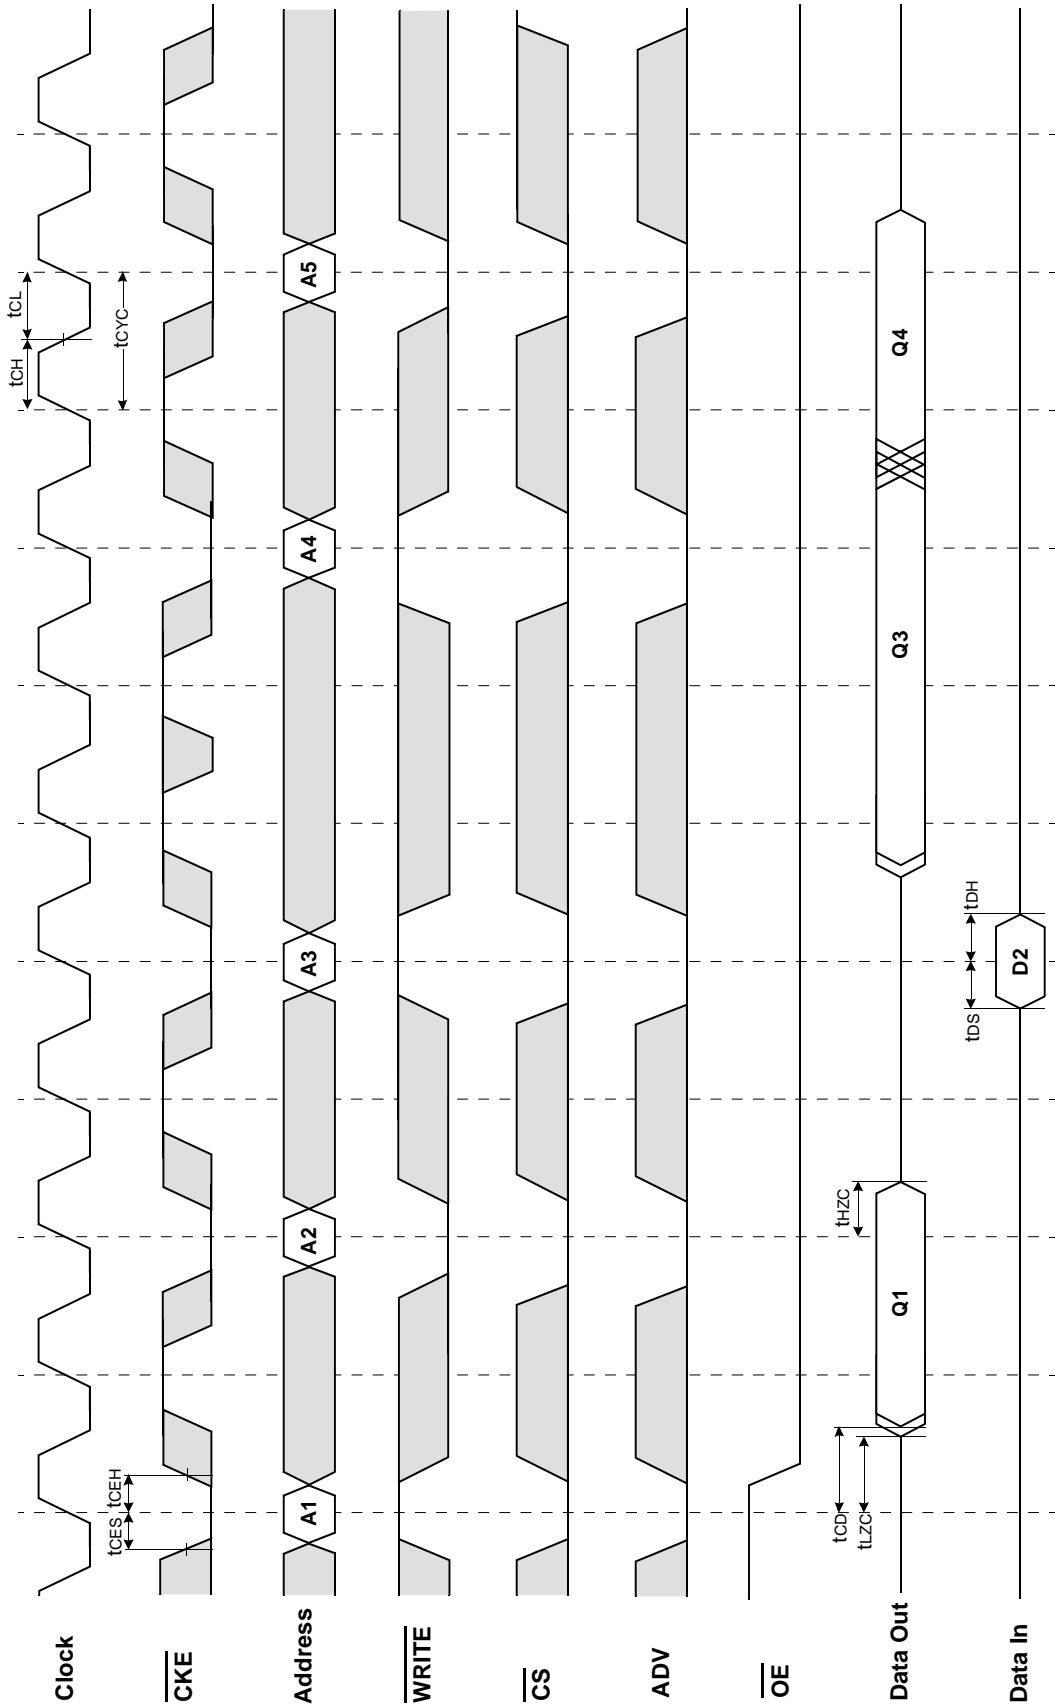 Clock
tCH
tCL
tCES
tCEH
tCYC
CKE
Address
A1
A2
A3
A4
A5
WRITE
CS
ADV
OE
tCD
tLZC
tHZC
Data Out
Q1
Q3
Q4
tDS
tDH
Data In
D2